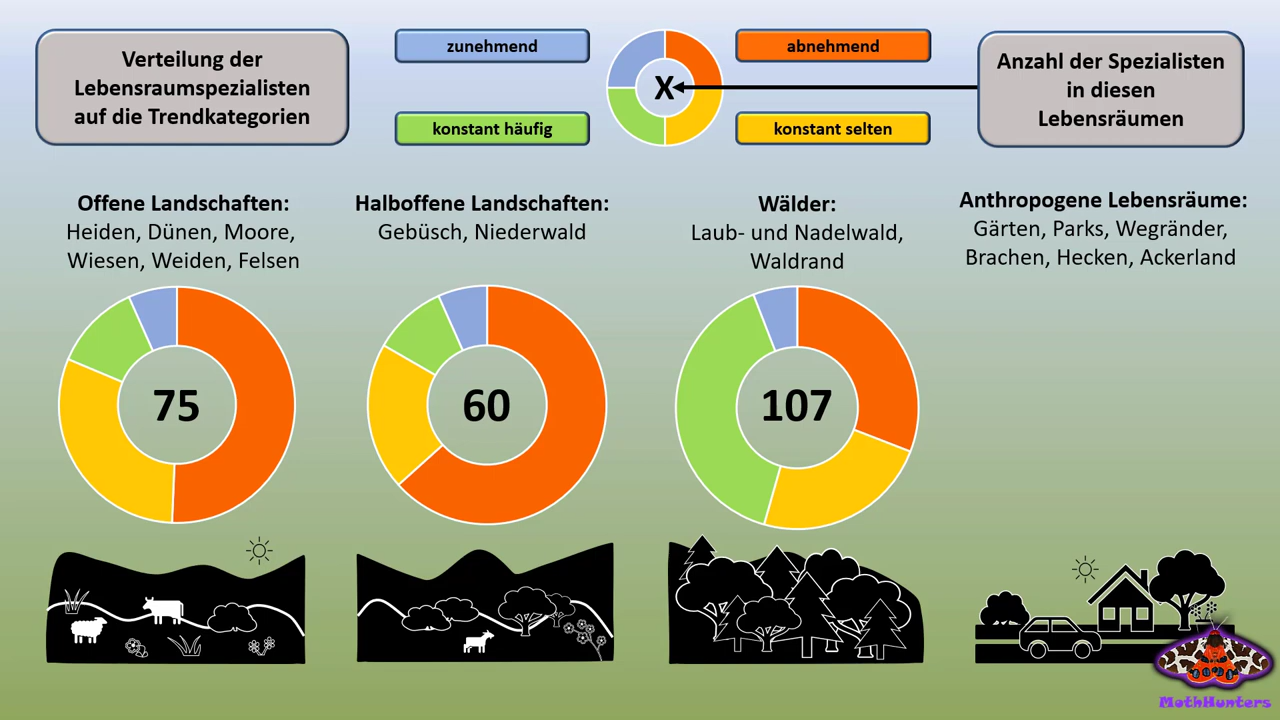 Verteilung der
Lebensraumspezialisten
auf die Trendkategorien
zunehmend
abnehmend
konstant häufig
konstant selten
X
Anzahl der Spezialisten
in diesen
Lebensräumen
Offene Landschaften:
Heiden, Dünen, Moore,
Wiesen, Weiden, Felsen
75
Halboffene Landschaften:
Gebüsch, Niederwald
60
Wälder:
Laub- und Nadelwald,
Waldrand
107
Anthropogene Lebensräume:
Gärten, Parks, Wegränder,
Brachen, Hecken, Ackerland
MothHunters